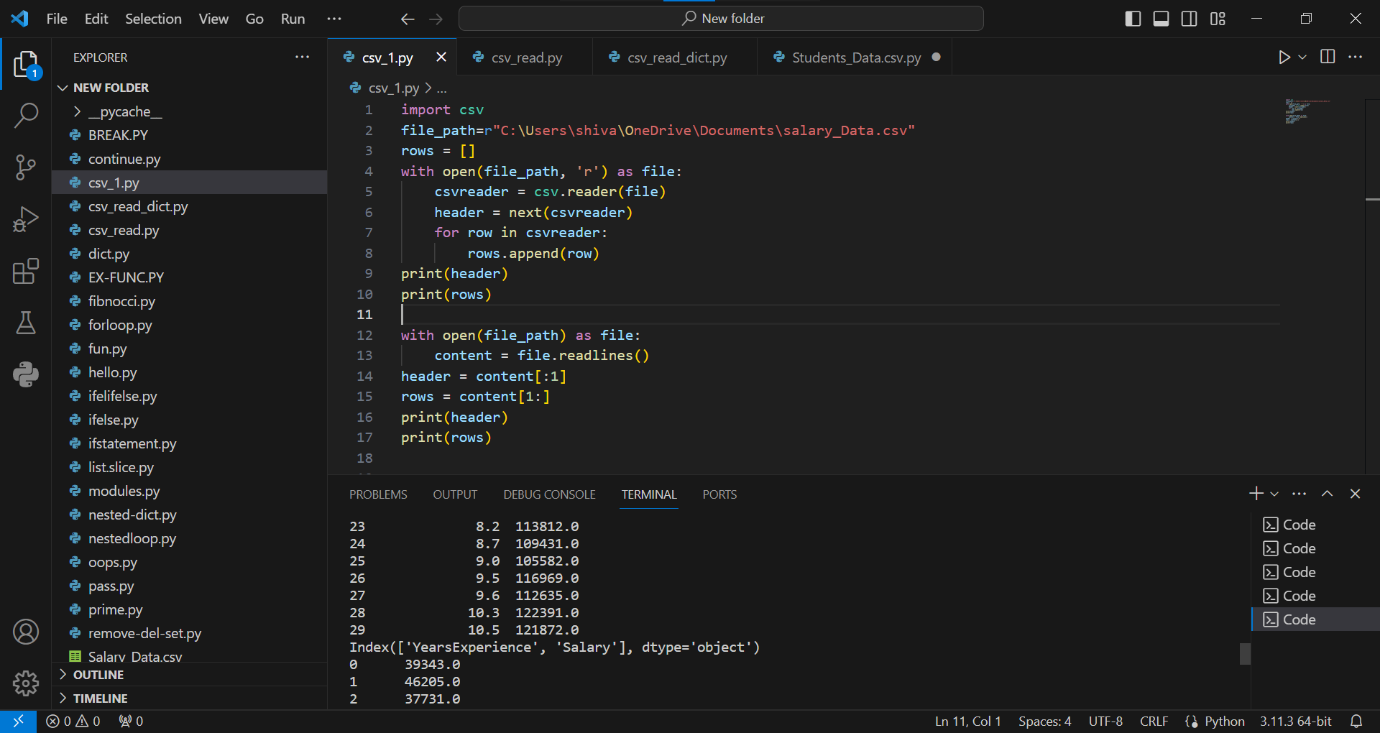 File Edit Selection View Go Run ··· New folder
EXPLORER ···
NEW FOLDER
__pycache__
BREAK.PY
continue.py
csv_1.py
csv_read_dict.py
csv_read.py
dict.py
EX-FUNC.PY
fibnocci.py
forloop.py
fun.py
hello.py
ifelifelse.py
ifelse.py
ifstatement.py
list.slice.py
modules.py
nested-dict.py
nestedloop.py
oops.py
pass.py
prime.py
remove-del-set.py
Salary_Data.csv
OUTLINE
TIMELINE
1
csv_1.py csv_read.py csv_read_dict.py Students_Data.csv.py
csv_1.py > ...
1 import csv
2 file_path=r"C:\Users\shiva\OneDrive\Documents\salary_Data.csv"
3 rows = []
4 with open(file_path, 'r') as file:
5     csvreader = csv.reader(file)
6     header = next(csvreader)
7     for row in csvreader:
8         rows.append(row)
9 print(header)
10 print(rows)
11
12 with open(file_path) as file:
13     content = file.readlines()
14 header = content[:1]
15 rows = content[1:]
16 print(header)
17 print(rows)
18
PROBLEMS OUTPUT DEBUG CONSOLE TERMINAL PORTS
23 8.2 113812.0
24 8.7 109431.0
25 9.0 105582.0
26 9.5 116969.0
27 9.6 112635.0
28 10.3 122391.0
29 10.5 121872.0
Index(['YearsExperience', 'Salary'], dtype='object')
0 39343.0
1 46205.0
2 37731.0
Code
Code
Code
Code
Code
0 0 0 Ln 11, Col 1 Spaces: 4 UTF-8 CRLF Python 3.11.3 64-bit